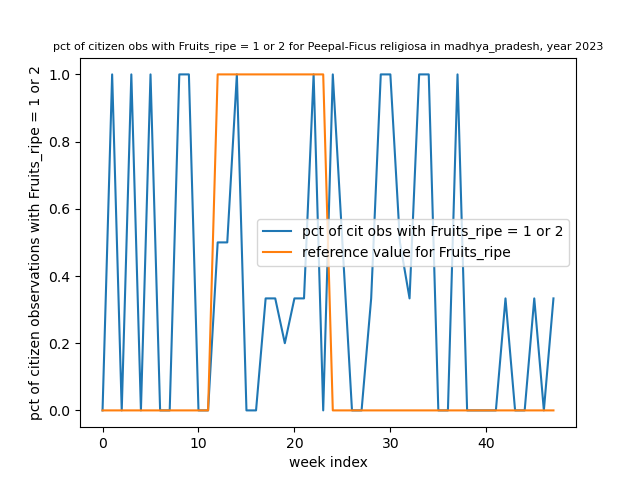 pct of citizen obs with Fruits_ripe = 1 or 2 for Peepal-Ficus religiosa in madhya_pradesh, year 2023
pct of citizen observations with Fruits_ripe = 1 or 2
1.0
0.8
0.6
0.4
0.2
0.0
pct of cit obs with Fruits_ripe = 1 or 2
reference value for Fruits_ripe
0 10 20 30 40
week index